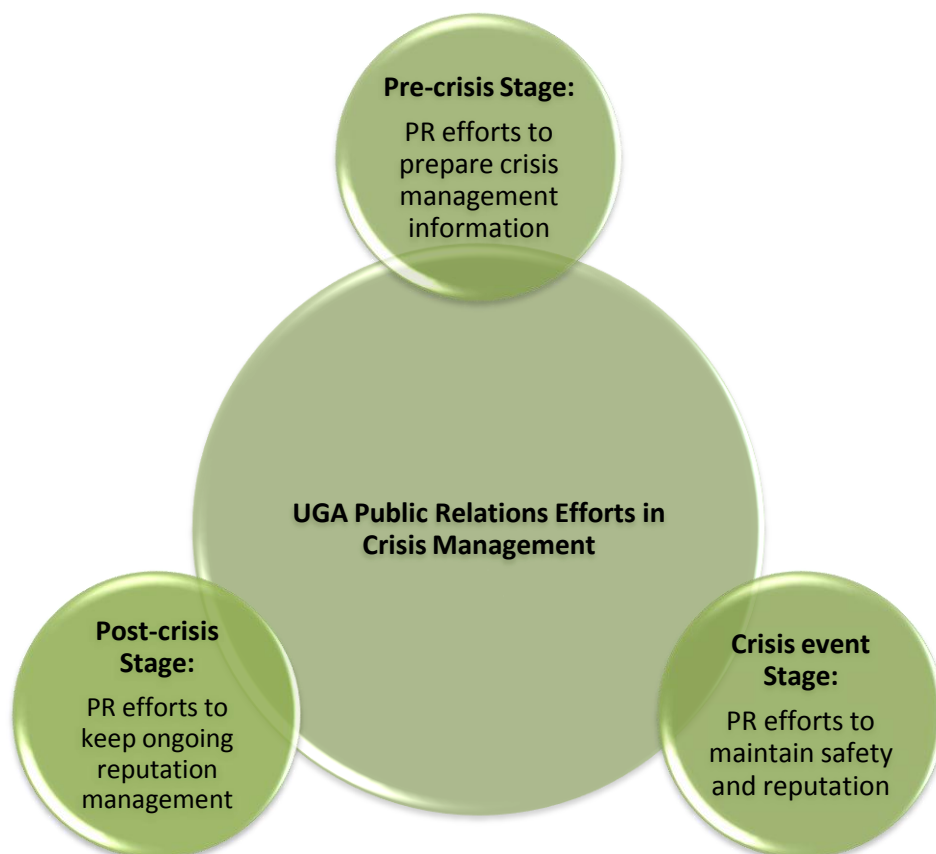 Pre-crisis Stage:
PR efforts to
prepare crisis
management
information
UGA Public Relations Efforts in
Crisis Management
Post-crisis
Stage:
PR efforts to
keep ongoing
reputation
management
Crisis event
Stage:
PR efforts to
maintain safety
and reputation